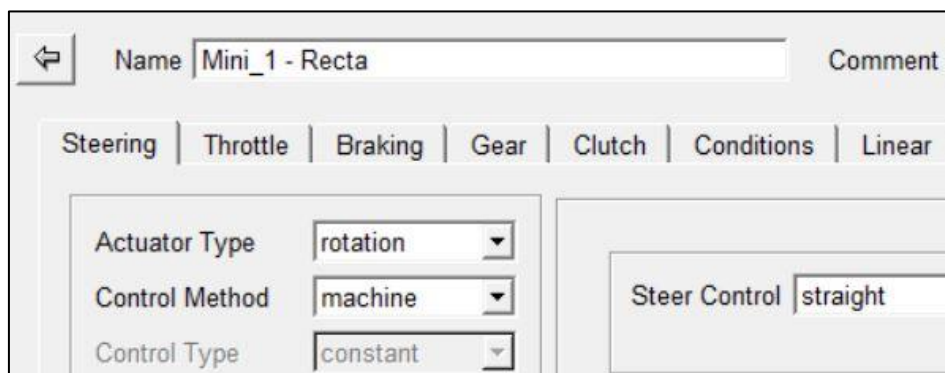 Name Mini_1 - Recta Comment
Steering Throttle Braking Gear Clutch Conditions Linear
Actuator Type rotation
Control Method machine
Steer Control straight
Control Type constant